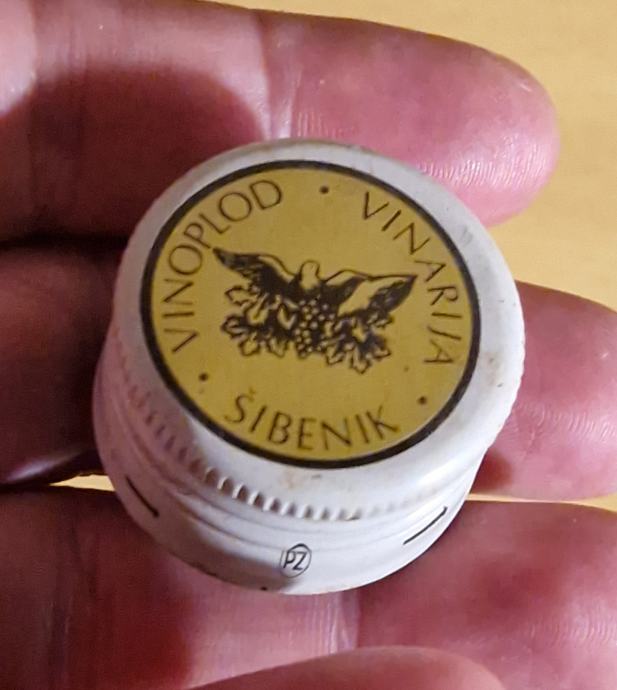 VINOPLOD • VINARIJA
• ŠIBENIK •
PZ